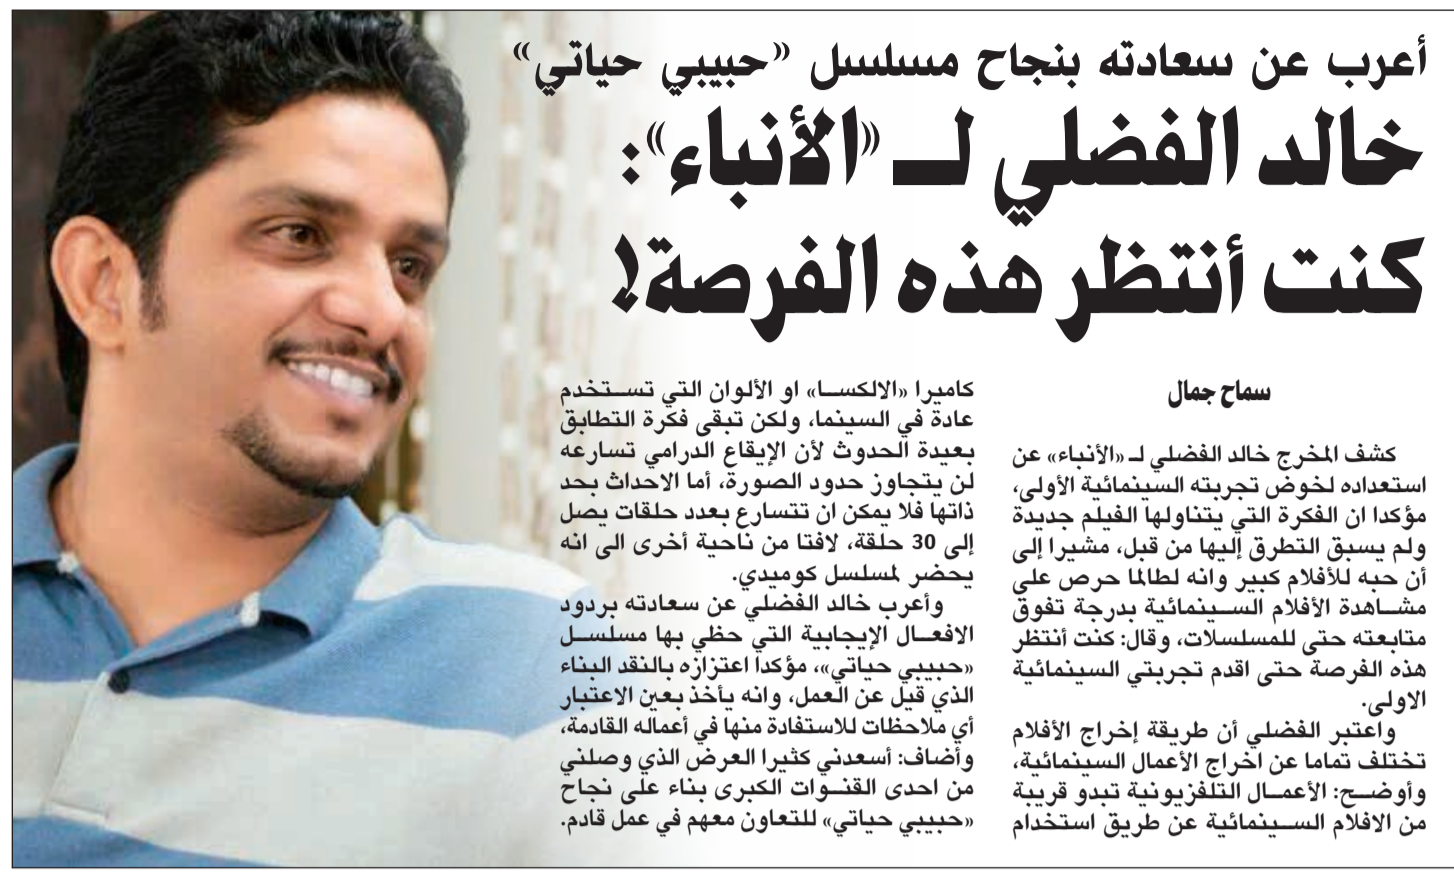 أعرب عن سعادته بنجاح مسلسل «حبيبي حياتي»
خالد الفضلي لـ «الأنباء»:
كنت أنتظر هذه الفرصة!
سماح جمال
كشف المخرج خالد الفضلي لـ «الأنباء» عن
استعداده لخوض تجربته السينمائية الأولى،
مؤكدا ان الفكرة التي يتناولها الفيلم جديدة
ولم يسبق التطرق إليها من قبل، مشيرا إلى
أن حبه للأفلام كبير وانه لطالما حرص على
مشاهدة الأفلام السينمائية بدرجة تفوق
متابعته حتى للمسلسلات، وقال: كنت أنتظر
هذه الفرصة حتى اقدم تجربتي السينمائية
الاولى.
واعتبر الفضلي أن طريقة إخراج الأفلام
تختلف تماما عن اخراج الأعمال السينمائية،
وأوضح: الأعمال التلفزيونية تبدو قريبة
من الافلام السينمائية عن طريق استخدام
كاميرا «الالكسا» او الألوان التي تستخدم
عادة في السينما، ولكن تبقى فكرة التطابق
بعيدة الحدوث لأن الإيقاع الدرامي تسارعه
لن يتجاوز حدود الصورة، أما الاحداث بحد
ذاتها فلا يمكن ان تتسارع بعدد حلقات يصل
إلى 30 حلقة، لافتا من ناحية أخرى الى انه
يحضر لمسلسل كوميدي.
وأعرب خالد الفضلي عن سعادته بردود
الافعال الإيجابية التي حظي بها مسلسل
«حبيبي حياتي»، مؤكدا اعتزازه بالنقد البناء
الذي قيل عن العمل، وانه يأخذ بعين الاعتبار
أي ملاحظات للاستفادة منها في أعماله القادمة،
وأضاف: أسعدني كثيرا العرض الذي وصلني
من احدى القنوات الكبرى بناء على نجاح
«حبيبي حياتي» للتعاون معهم في عمل قادم.